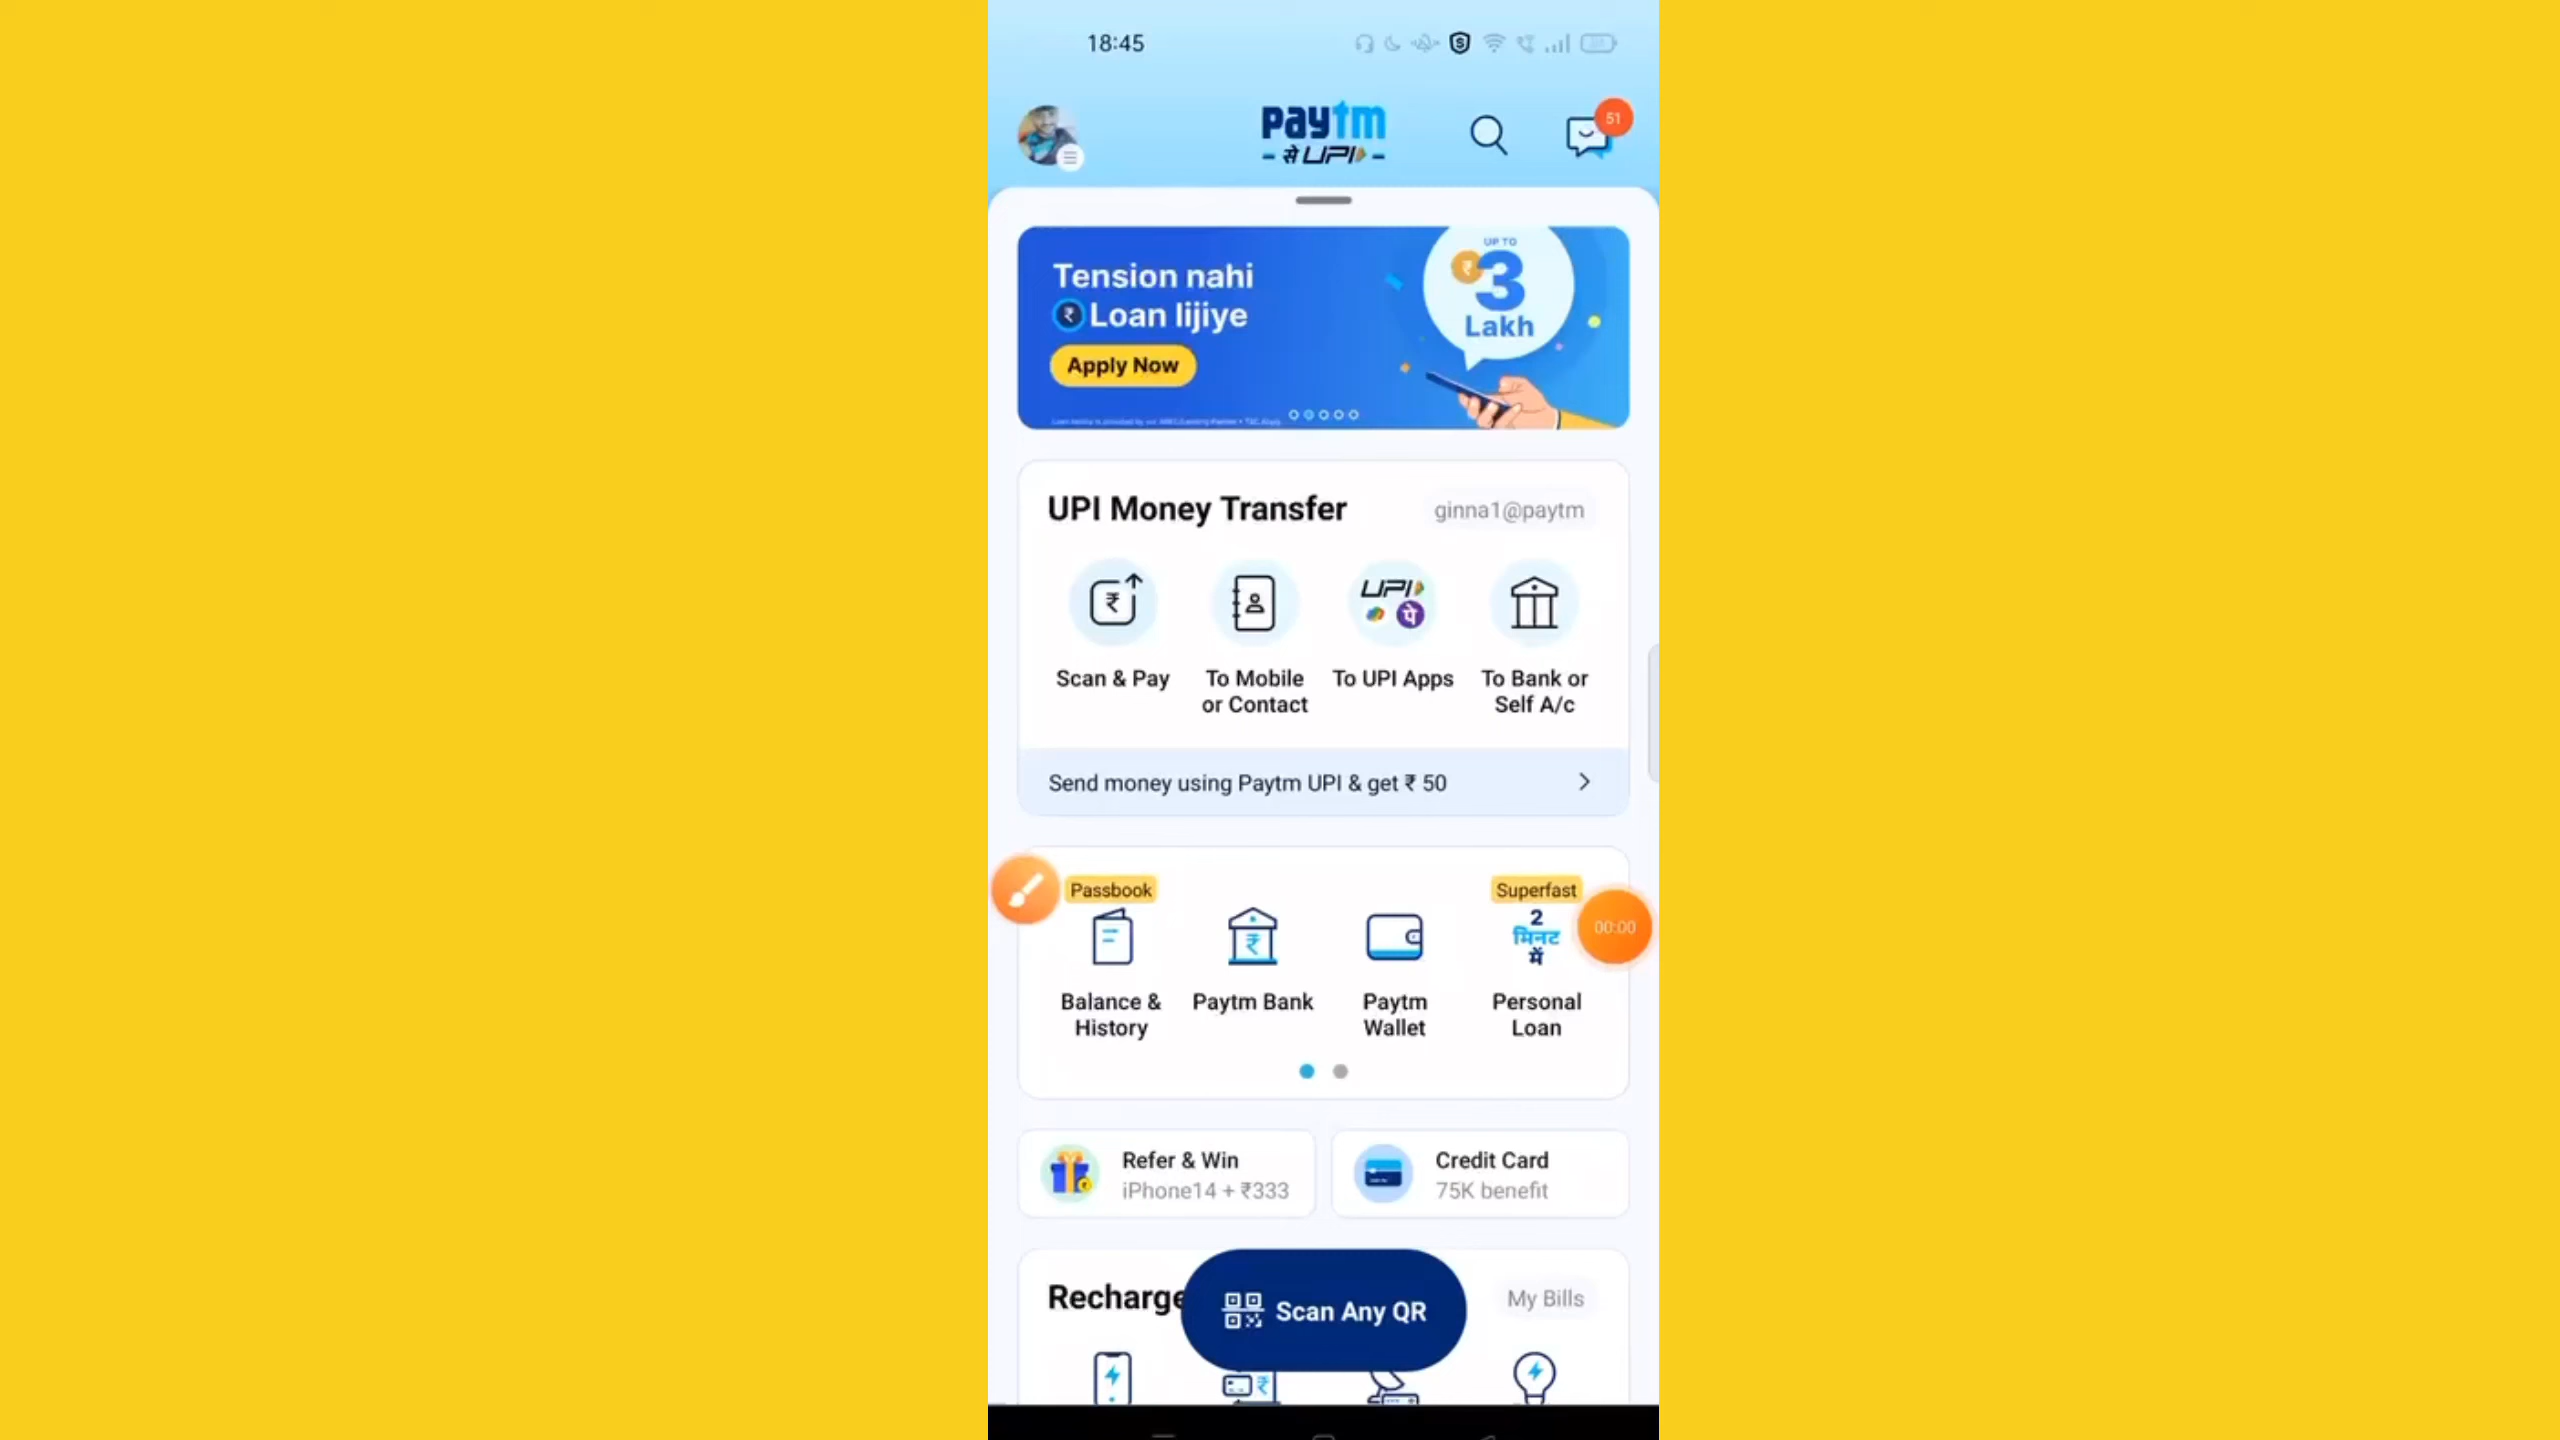 18:45
paytm
51
से UPI
UP TO
₹3
Lakh
Tension nahi
₹ Loan lijiye
Apply Now
UPI Money Transfer
ginna1@paytm
₹
UPI
पे
Scan & Pay
To Mobile
or Contact
To UPI Apps
To Bank or
Self A/c
Send money using Paytm UPI & get ₹ 50
Passbook
Superfast
2
मिनट
में
₹
00:00
Balance &
History
Paytm Bank
Paytm
Wallet
Personal
Loan
Refer & Win
iPhone14 + ₹333
Credit Card
75K benefit
Recharge
Scan Any QR
My Bills
₹